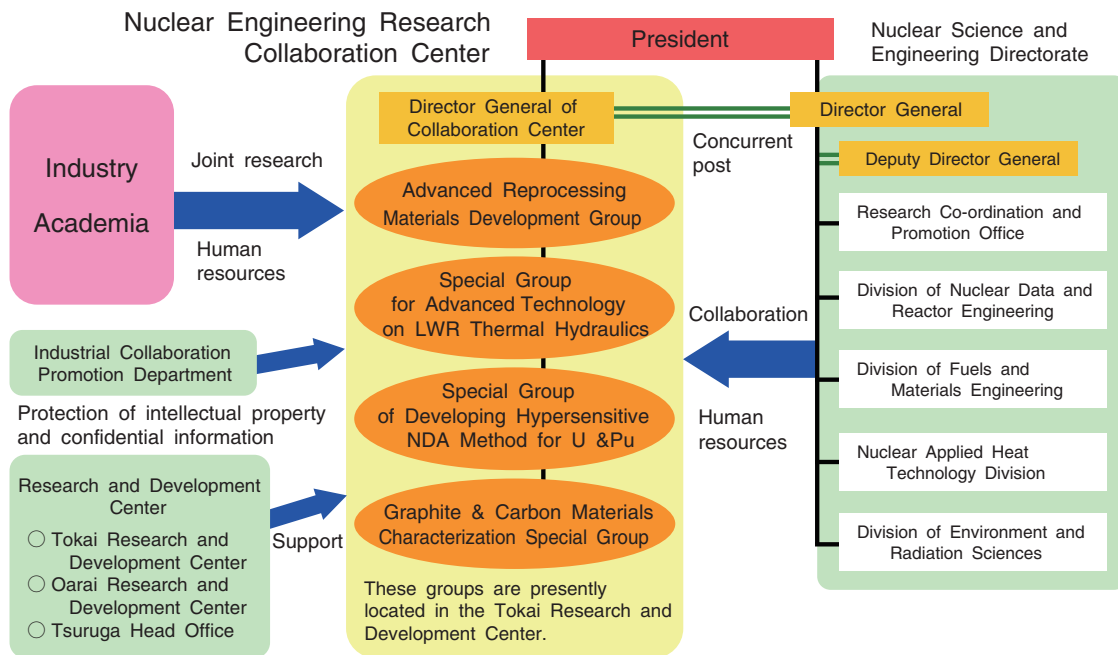 Nuclear Engineering Research
Collaboration Center
President
Nuclear Science and
Engineering Directorate
Industry
Academia
Joint research
Human
resources
Director General of
Collaboration Center
Concurrent
post
Director General
Deputy Director General
Advanced Reprocessing
Materials Development Group
Special Group
for Advanced Technology
on LWR Thermal Hydraulics
Special Group
of Developing Hypersensitive
NDA Method for U &Pu
Graphite & Carbon Materials
Characterization Special Group
These groups are presently
located in the Tokai Research and
Development Center.
Industrial Collaboration
Promotion Department
Protection of intellectual property
and confidential information
Research and Development
Center
○ Tokai Research and
Development Center
○ Oarai Research and
Development Center
○ Tsuruga Head Office
Support
Collaboration
Human
resources
Research Co-ordination and
Promotion Office
Division of Nuclear Data and
Reactor Engineering
Division of Fuels and
Materials Engineering
Nuclear Applied Heat
Technology Division
Division of Environment and
Radiation Sciences